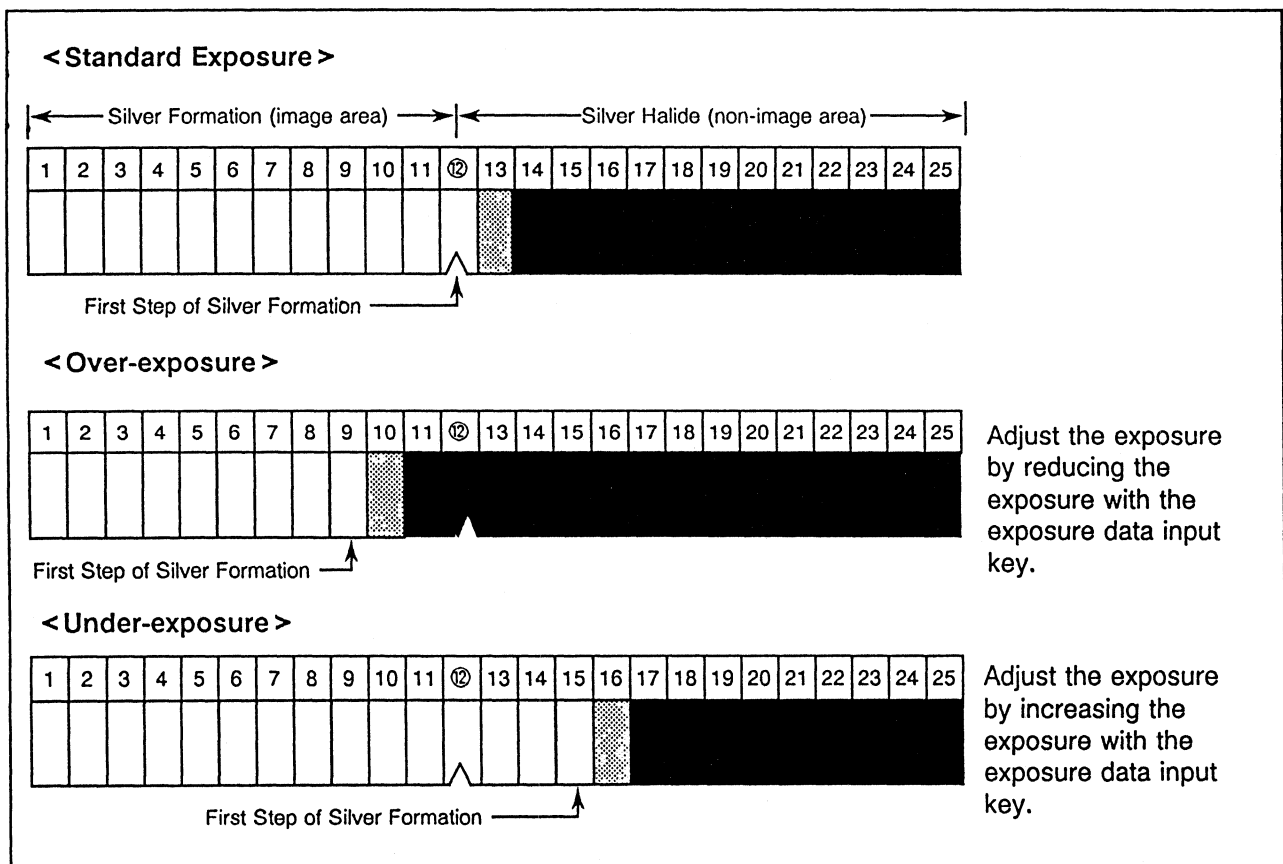 <Standard Exposure>
Silver Formation (image area) Silver Halide (non-image area)
1 2 3 4 5 6 7 8 9 10 11 ⑫ 13 14 15 16 17 18 19 20 21 22 23 24 25
First Step of Silver Formation
<Over-exposure>
1 2 3 4 5 6 7 8 9 10 11 ⑫ 13 14 15 16 17 18 19 20 21 22 23 24 25
Adjust the exposure
by reducing the
exposure with the
exposure data input
key.
First Step of Silver Formation
<Under-exposure>
1 2 3 4 5 6 7 8 9 10 11 ⑫ 13 14 15 16 17 18 19 20 21 22 23 24 25
Adjust the exposure
by increasing the
exposure with the
exposure data input
key.
First Step of Silver Formation